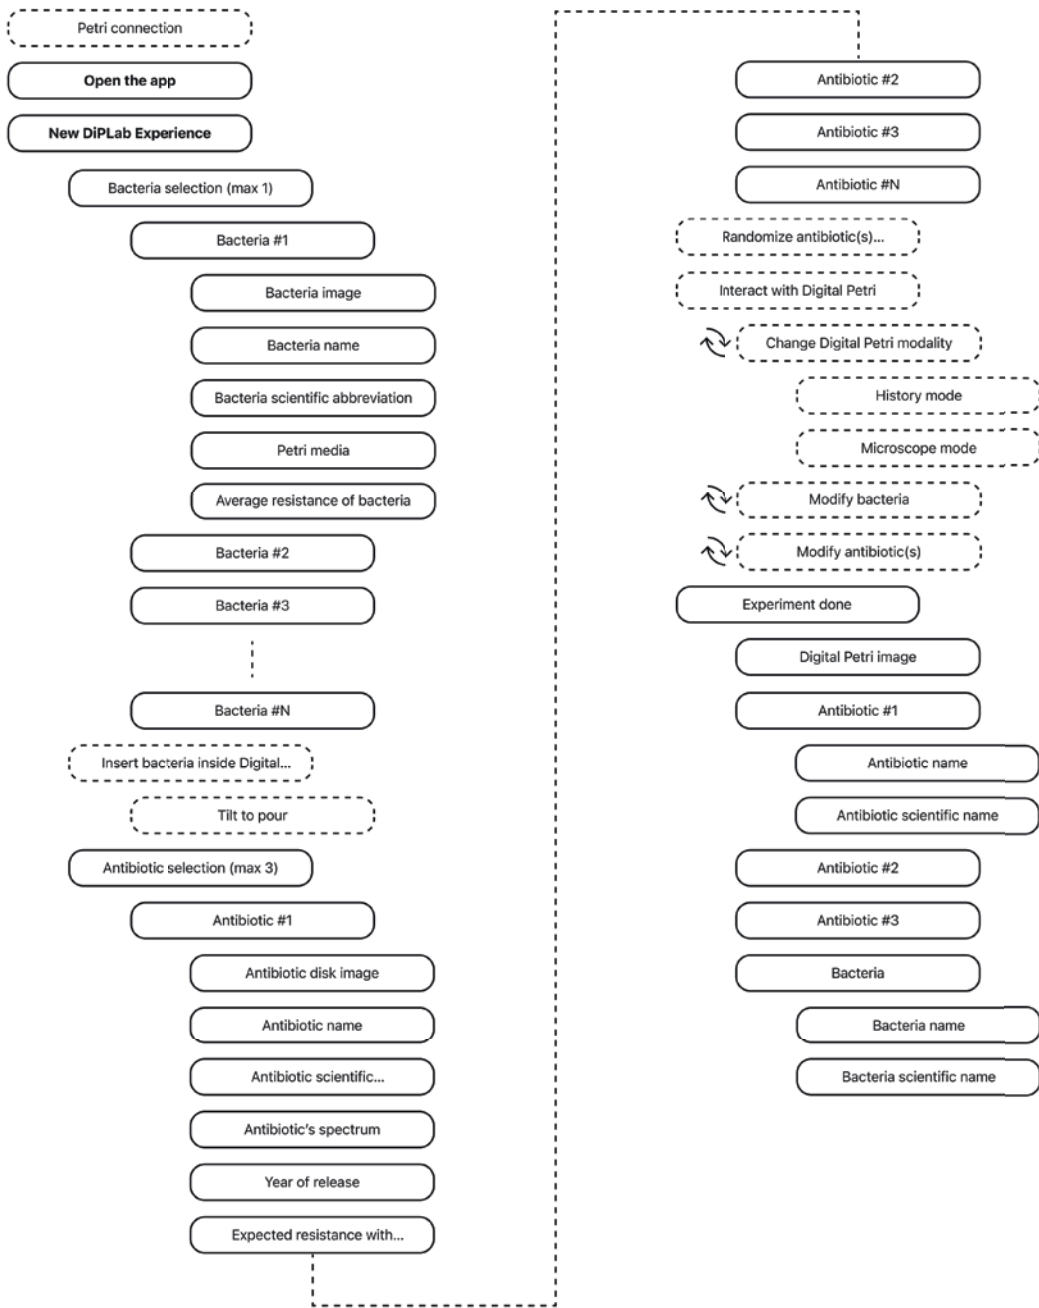 Petri connection
Open the app
New DiPLab Experience
Bacteria selection (max 1)
Bacteria #1
Bacteria image
Bacteria name
Bacteria scientific abbreviation
Petri media
Average resistance of bacteria
Bacteria #2
Bacteria #3
Bacteria #N
Insert bacteria inside Digital...
Tilt to pour
Antibiotic selection (max 3)
Antibiotic #1
Antibiotic disk image
Antibiotic name
Antibiotic scientific...
Antibiotic's spectrum
Year of release
Expected resistance with...
Antibiotic #2
Antibiotic #3
Antibiotic #N
Randomize antibiotic(s)...
Interact with Digital Petri
Change Digital Petri modality
History mode
Microscope mode
Modify bacteria
Modify antibiotic(s)
Experiment done
Digital Petri image
Antibiotic #1
Antibiotic name
Antibiotic scientific name
Antibiotic #2
Antibiotic #3
Bacteria
Bacteria name
Bacteria scientific name